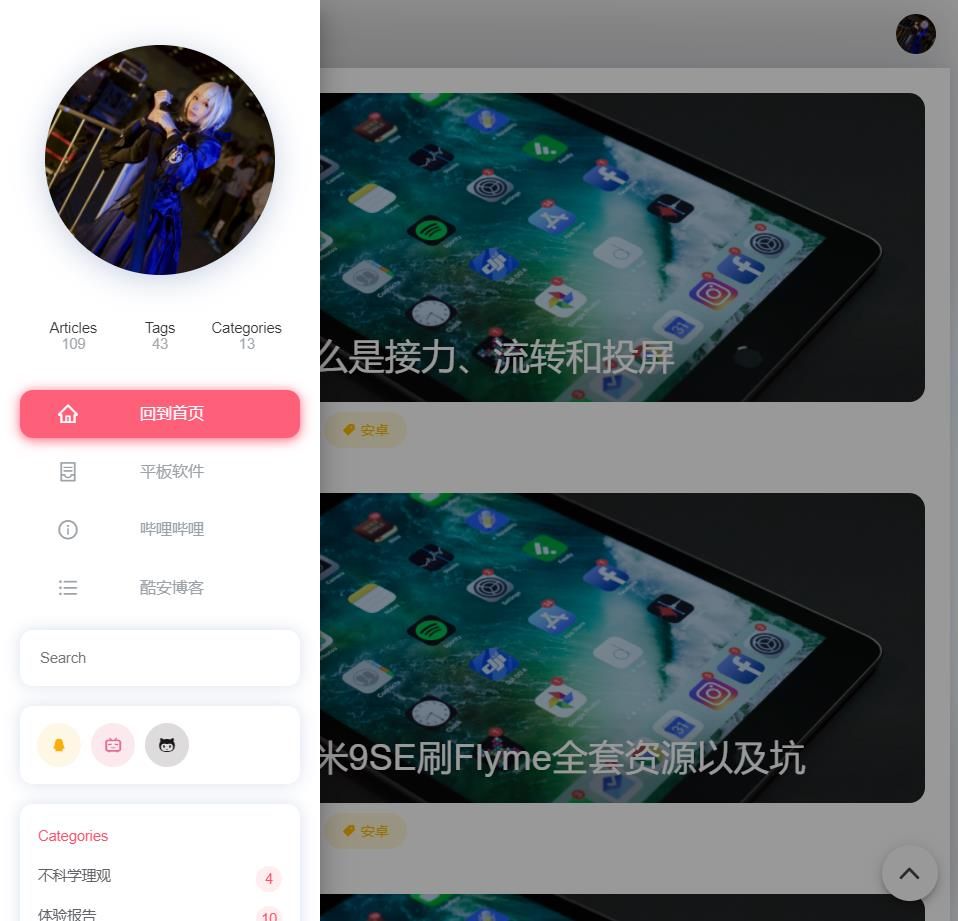 Articles
109
Tags
43
Categories
13
回到首页
平板软件
哔哩哔哩
酷安博客
Search
Categories
不科学理观
4
体验报告
10
么是接力、流转和投屏
安卓
米9SE刷Flyme全套资源以及坑
安卓